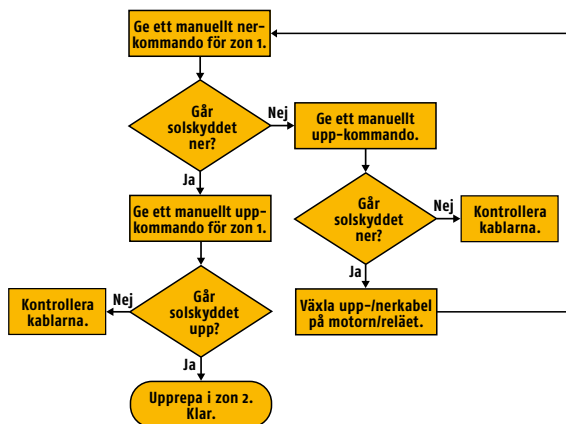 Ge ett manuellt ner-
kommando för zon 1.
Går
solskyddet
ner?
Nej
Ge ett manuellt
upp-kommando.
Ja
Ge ett manuellt upp-
kommando för zon 1.
Går
solskyddet
ner?
Nej
Kontrollera
kablarna.
Ja
Växla upp-/nerkabel
på motorn/reläet.
Går
solskyddet
upp?
Nej
Kontrollera
kablarna.
Ja
Upprepa i zon 2.
Klar.